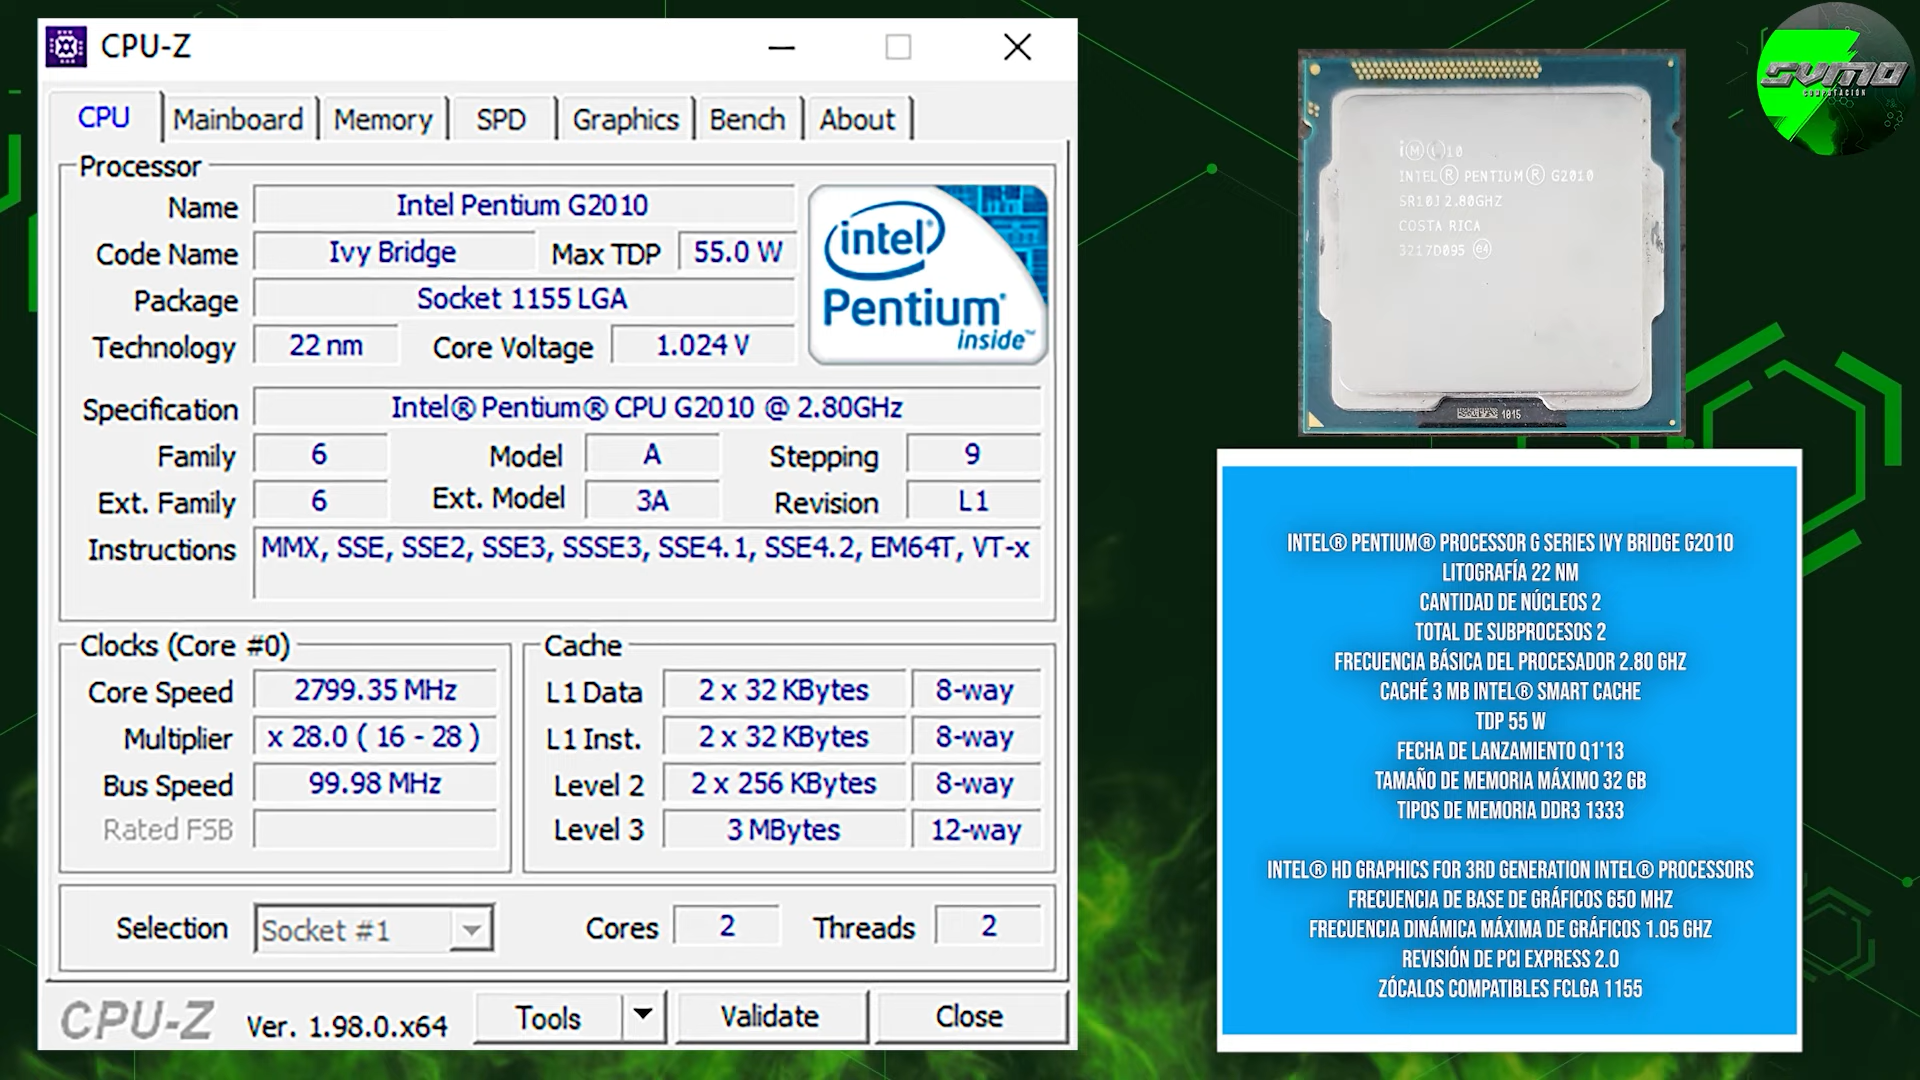 CPU-Z
CPU Mainboard Memory SPD Graphics Bench About
Processor
Name Intel Pentium G2010
Code Name Ivy Bridge Max TDP 55.0 W
Package Socket 1155 LGA
Technology 22 nm Core Voltage 1.024 V
intel®
Pentium®
inside™
Specification Intel® Pentium® CPU G2010 @ 2.80GHz
Family 6 Model A Stepping 9
Ext. Family 6 Ext. Model 3A Revision L1
Instructions MMX, SSE, SSE2, SSE3, SSSE3, SSE4.1, SSE4.2, EM64T, VT-x
Clocks (Core #0)
Core Speed 2799.35 MHz
Multiplier x 28.0 ( 16 - 28 )
Bus Speed 99.98 MHz
Rated FSB
Cache
L1 Data 2 x 32 KBytes 8-way
L1 Inst. 2 x 32 KBytes 8-way
Level 2 2 x 256 KBytes 8-way
Level 3 3 MBytes 12-way
Selection Socket #1 Cores 2 Threads 2
CPU-Z Ver. 1.98.0.x64 Tools Validate Close
SVMO
COMPUTACIÓN
INTEL® PENTIUM® G2010
SR10J 2.80GHZ
COSTA RICA
3217D095 e4
1015
INTEL® PENTIUM® PROCESSOR G SERIES IVY BRIDGE G2010
LITOGRAFÍA 22 NM
CANTIDAD DE NÚCLEOS 2
TOTAL DE SUBPROCESOS 2
FRECUENCIA BÁSICA DEL PROCESADOR 2.80 GHZ
CACHÉ 3 MB INTEL® SMART CACHE
TDP 55 W
FECHA DE LANZAMIENTO Q1'13
TAMAÑO DE MEMORIA MÁXIMO 32 GB
TIPOS DE MEMORIA DDR3 1333
INTEL® HD GRAPHICS FOR 3RD GENERATION INTEL® PROCESSORS
FRECUENCIA DE BASE DE GRÁFICOS 650 MHZ
FRECUENCIA DINÁMICA MÁXIMA DE GRÁFICOS 1.05 GHZ
REVISIÓN DE PCI EXPRESS 2.0
ZÓCALOS COMPATIBLES FCLGA 1155